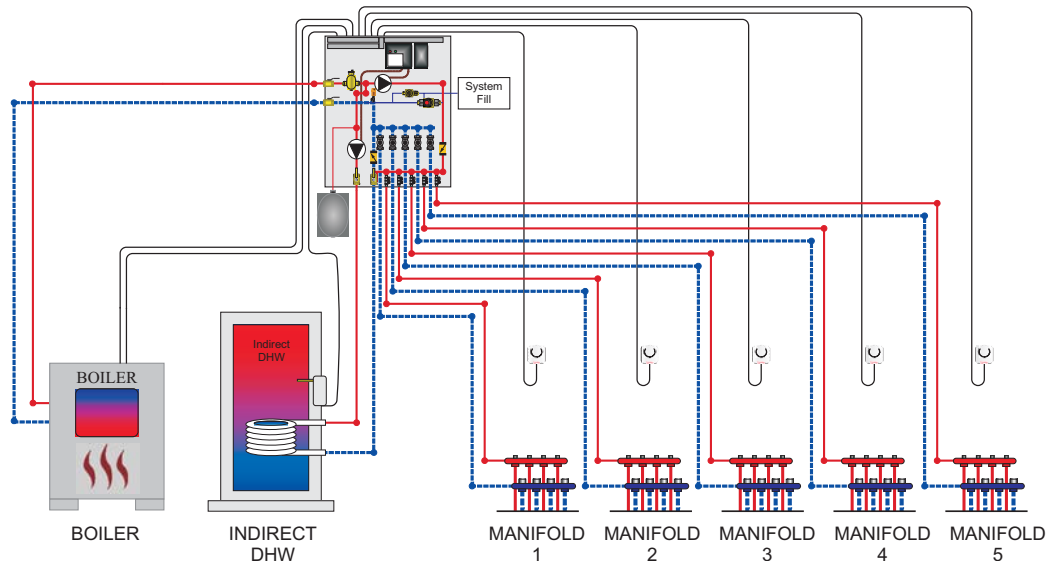 System
Fill
Indirect
DHW
BOILER
BOILER
INDIRECT
DHW
MANIFOLD
1
MANIFOLD
2
MANIFOLD
3
MANIFOLD
4
MANIFOLD
5